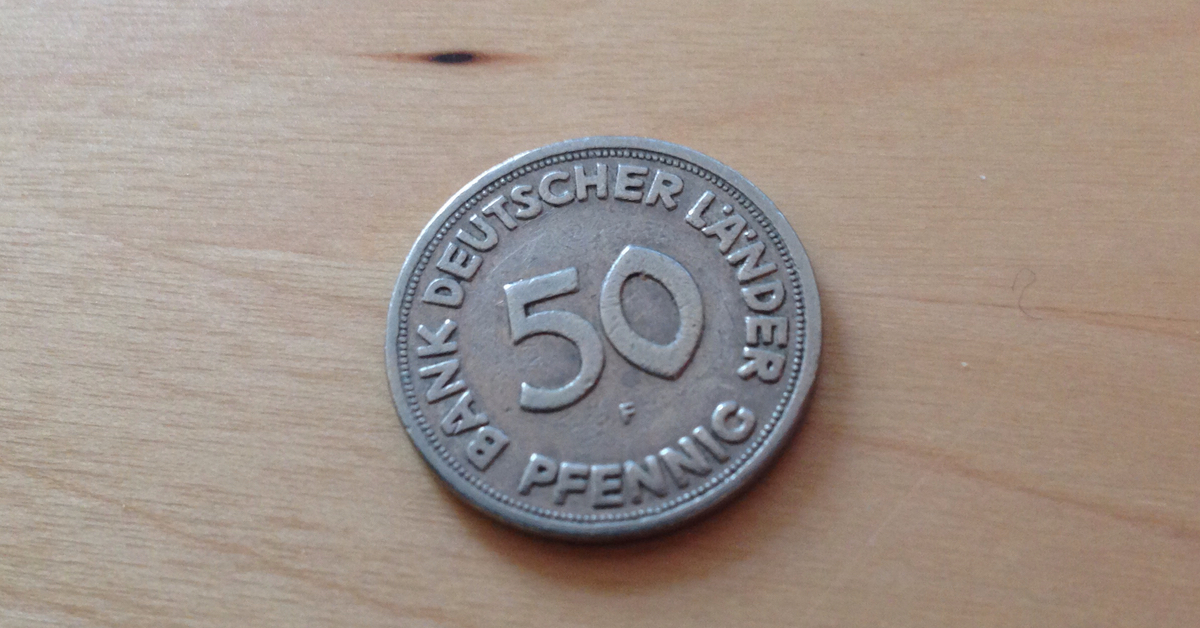 BANK DEUTSCHER LÄNDER
50
F
PFENNIG